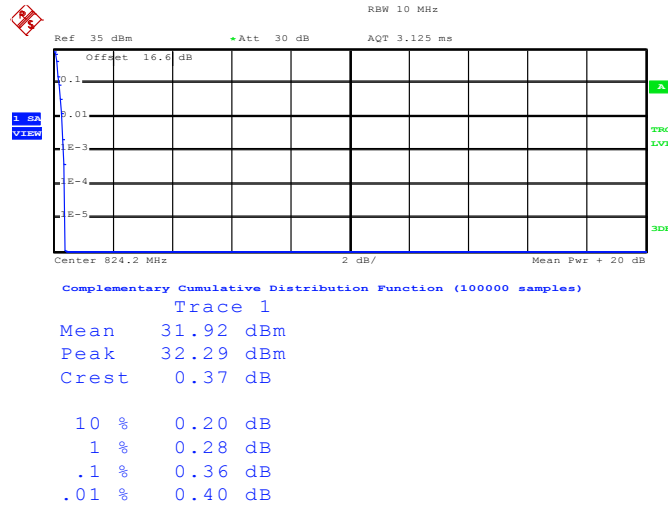 R S
RBW 10 MHz
Ref 35 dBm * Att 30 dB AQT 3.125 ms
Offset 16.6 dB
0.1
A
0.01
1 SA
VIEW
TRG
LVL
1E-3
1E-4
1E-5
3DB
Center 824.2 MHz 2 dB/ Mean Pwr + 20 dB
Complementary Cumulative Distribution Function (100000 samples)
Trace 1
Mean 31.92 dBm
Peak 32.29 dBm
Crest 0.37 dB
10 % 0.20 dB
1 % 0.28 dB
.1 % 0.36 dB
.01 % 0.40 dB